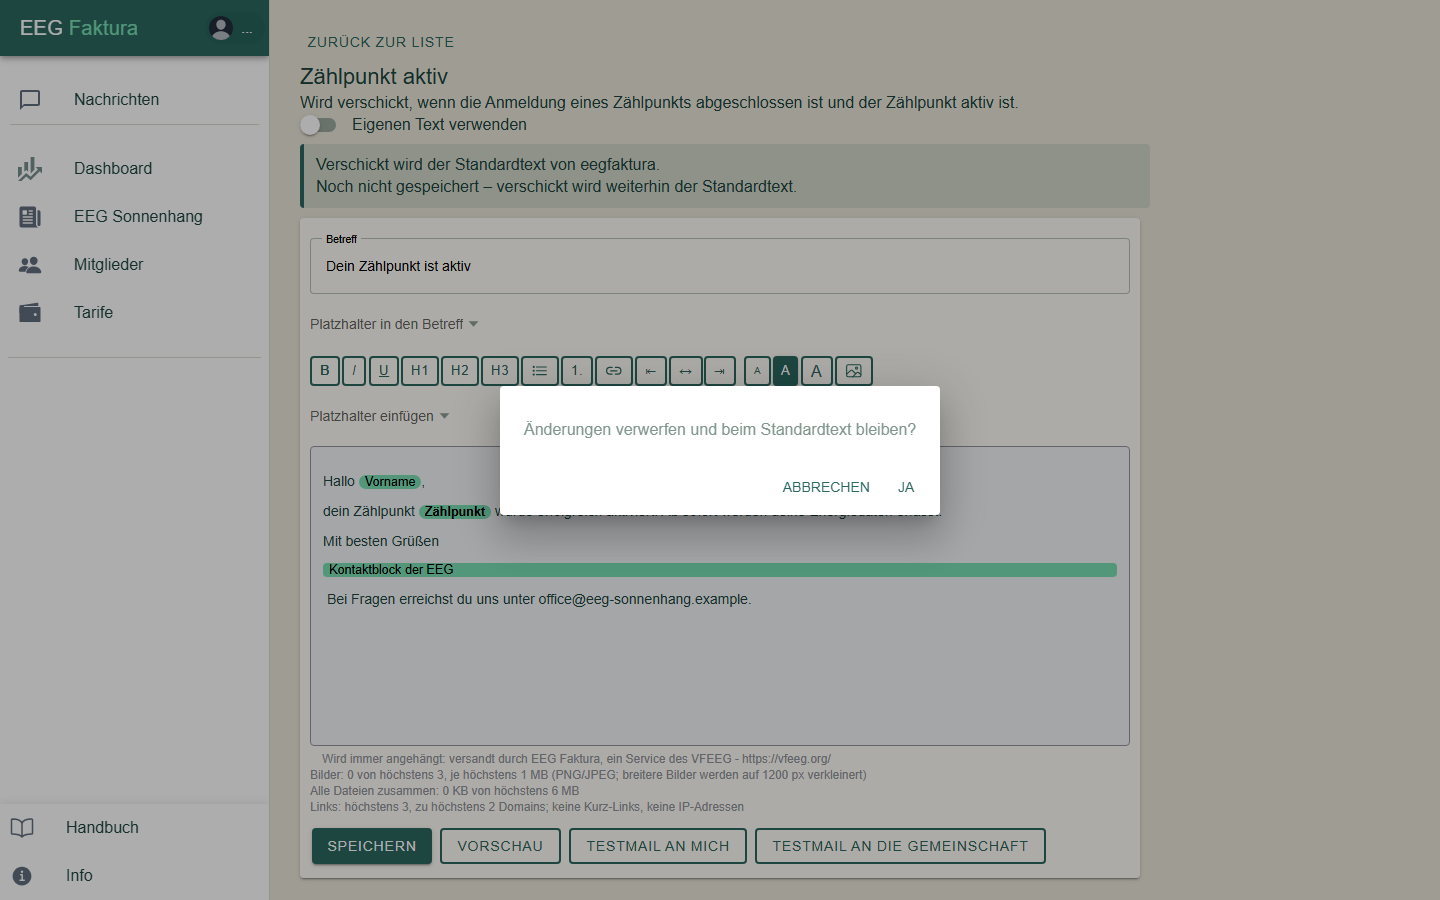 EEG Faktura
...
Nachrichten
Dashboard
EEG Sonnenhang
Mitglieder
Tarife
Handbuch
Info
ZURÜCK ZUR LISTE
Zählpunkt aktiv
Wird verschickt, wenn die Anmeldung eines Zählpunkts abgeschlossen ist und der Zählpunkt aktiv ist.
Eigenen Text verwenden
Verschickt wird der Standardtext von eegfaktura.
Noch nicht gespeichert – verschickt wird weiterhin der Standardtext.
Betreff
Dein Zählpunkt ist aktiv
Platzhalter in den Betreff
B I U H1 H2 H3 1. A A A
Platzhalter einfügen
Änderungen verwerfen und beim Standardtext bleiben?
ABBRECHEN JA
Hallo Vorname,
dein Zählpunkt Zählpunkt
Mit besten Grüßen
Kontaktblock der EEG
Bei Fragen erreichst du uns unter office@eeg-sonnenhang.example.
Wird immer angehängt: versandt durch EEG Faktura, ein Service des VFEEG - https://vfeeg.org/
Bilder: 0 von höchstens 3, je höchstens 1 MB (PNG/JPEG; breitere Bilder werden auf 1200 px verkleinert)
Alle Dateien zusammen: 0 KB von höchstens 6 MB
Links: höchstens 3, zu höchstens 2 Domains; keine Kurz-Links, keine IP-Adressen
SPEICHERN VORSCHAU TESTMAIL AN MICH TESTMAIL AN DIE GEMEINSCHAFT